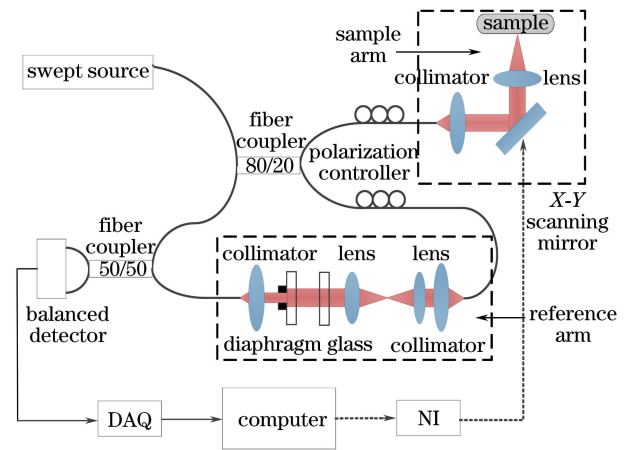 sample
sample
arm
swept source
collimator
lens
fiber
coupler
80/20
polarization
controller
X-Y
scanning
mirror
fiber
coupler
50/50
collimator
lens
lens
balanced
detector
diaphragm glass
collimator
reference
arm
DAQ
computer
NI